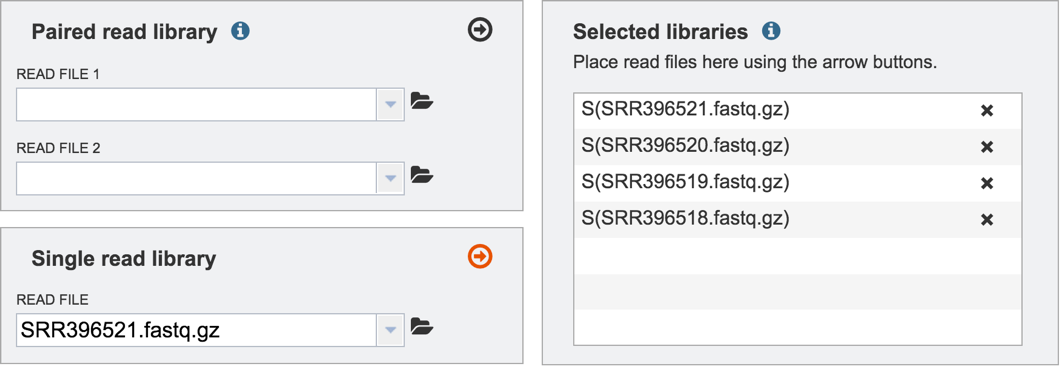 Paired read library
READ FILE 1
READ FILE 2
Single read library
READ FILE
SRR396521.fastq.gz
Selected libraries
Place read files here using the arrow buttons.
S(SRR396521.fastq.gz)
S(SRR396520.fastq.gz)
S(SRR396519.fastq.gz)
S(SRR396518.fastq.gz)